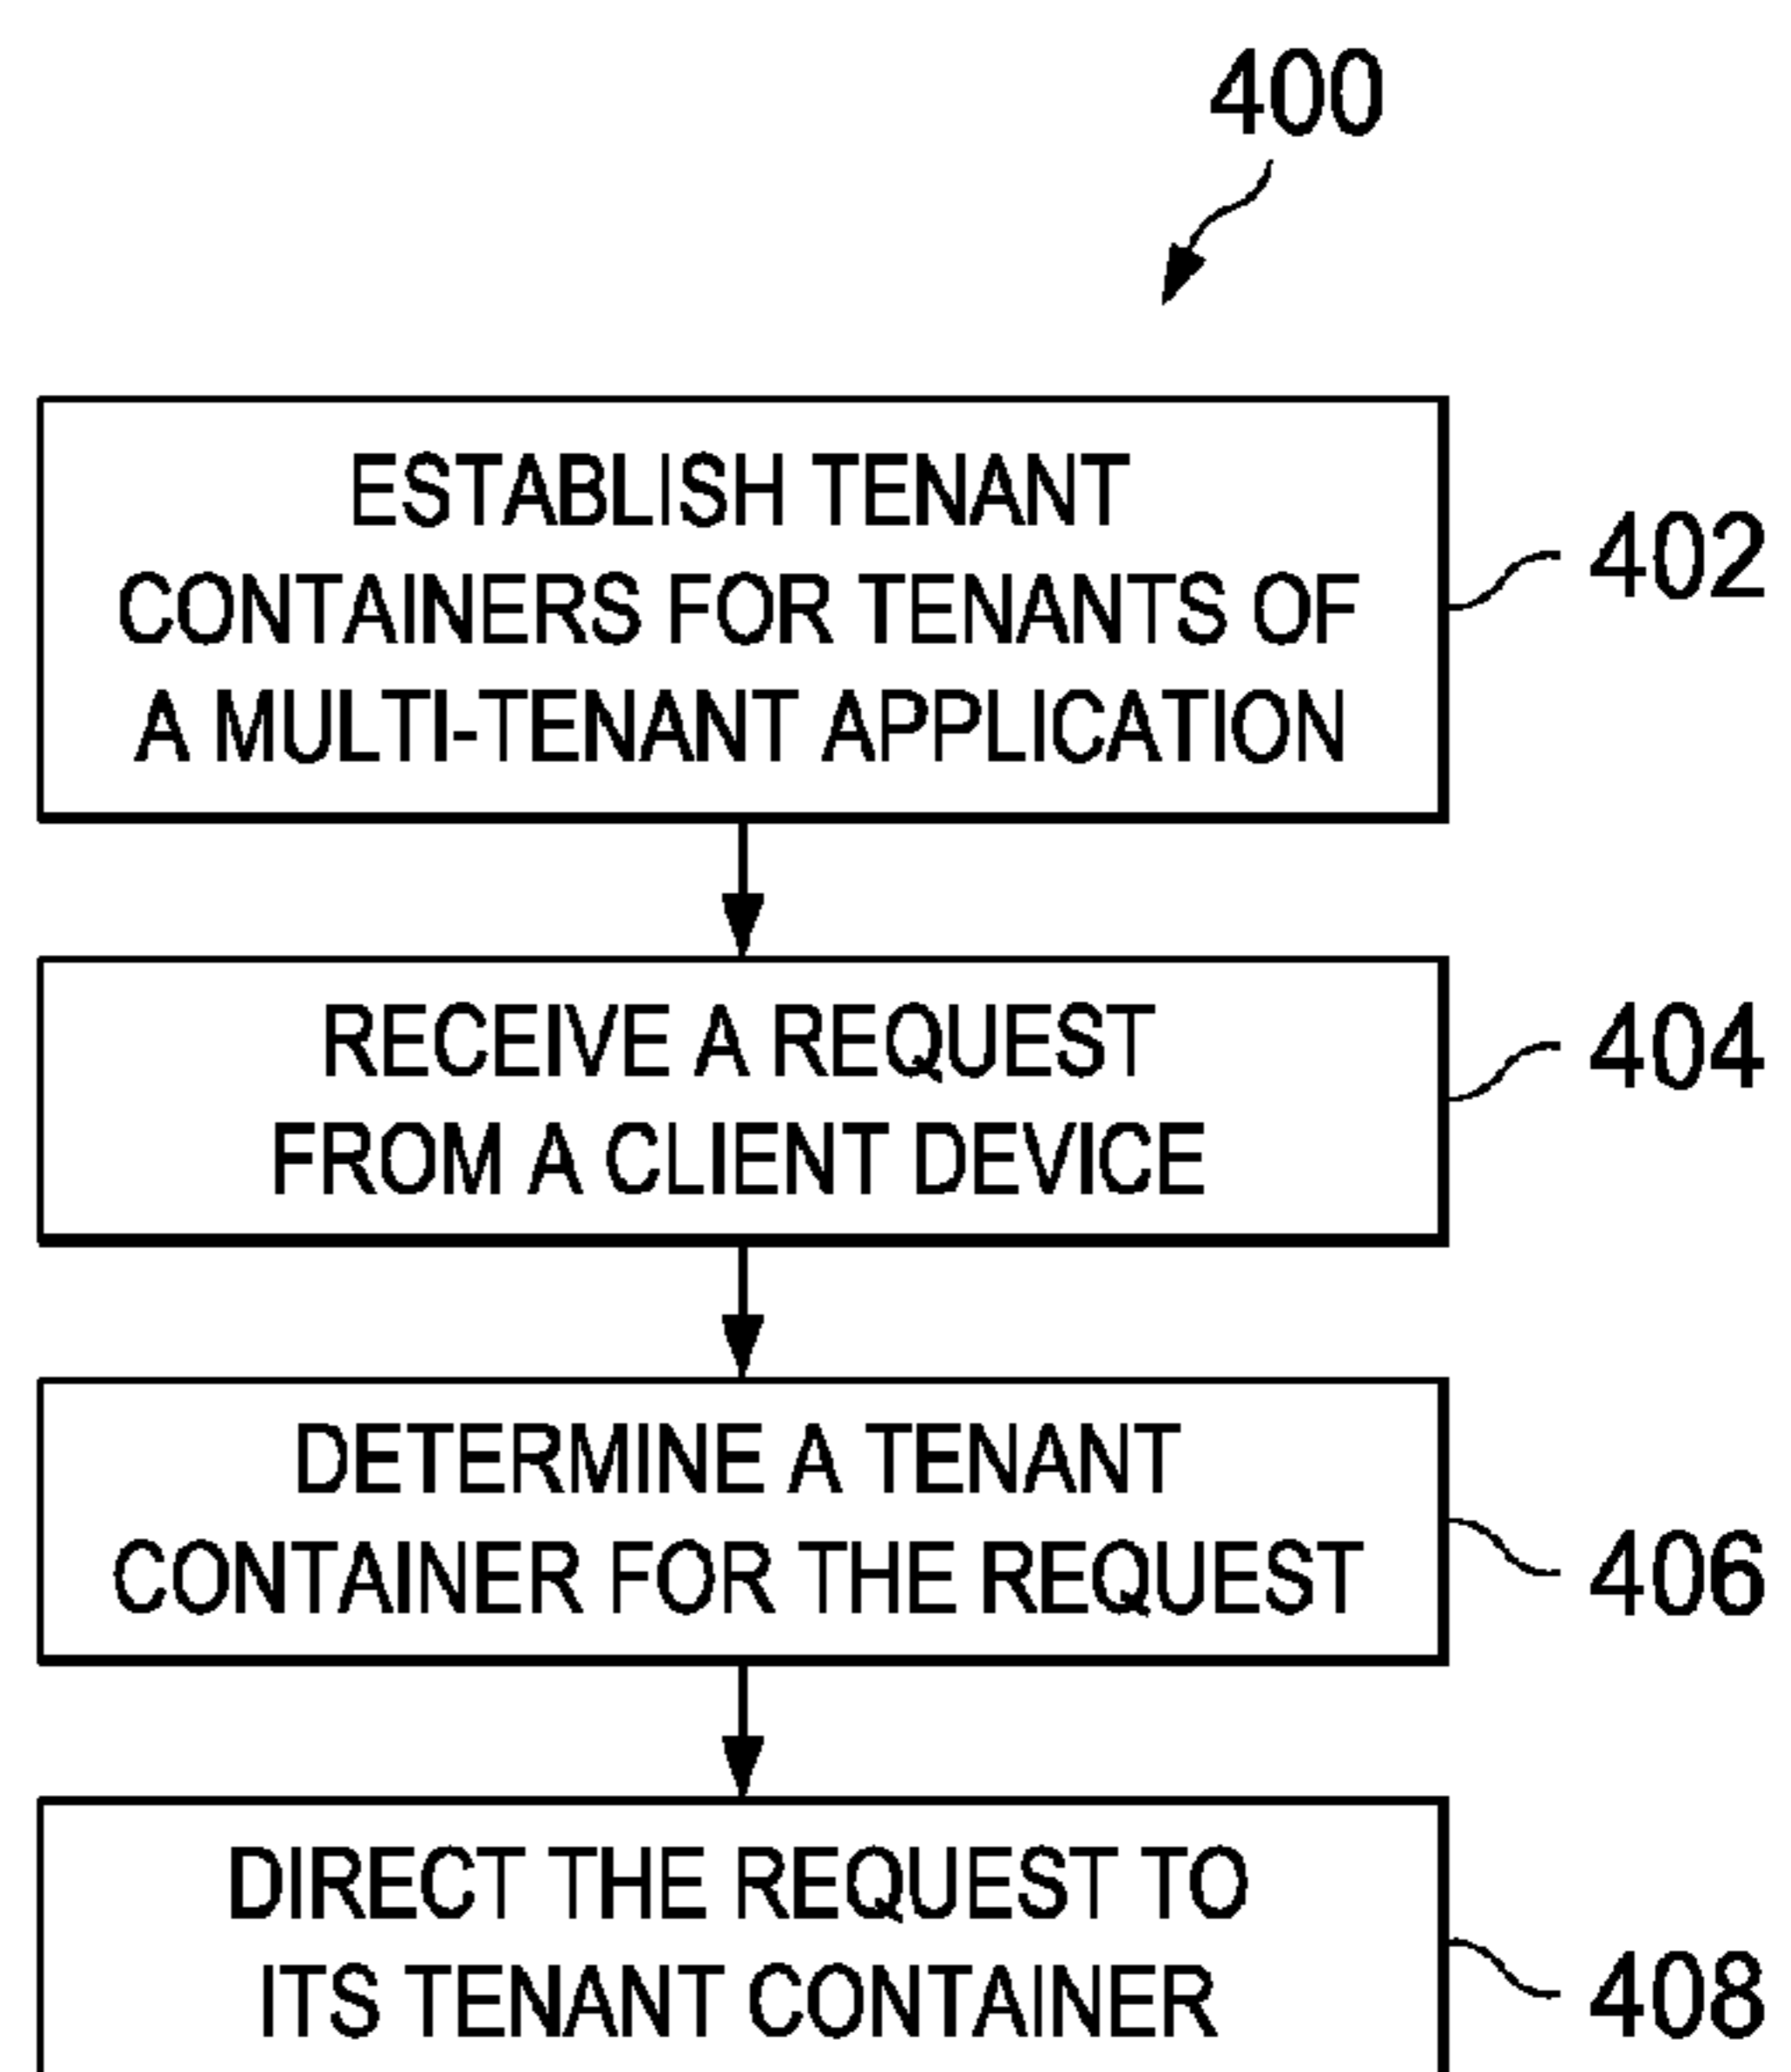 400
ESTABLISH TENANT
CONTAINERS FOR TENANTS OF
A MULTI-TENANT APPLICATION
402
RECEIVE A REQUEST
FROM A CLIENT DEVICE
404
DETERMINE A TENANT
CONTAINER FOR THE REQUEST
406
DIRECT THE REQUEST TO
ITS TENANT CONTAINER
408